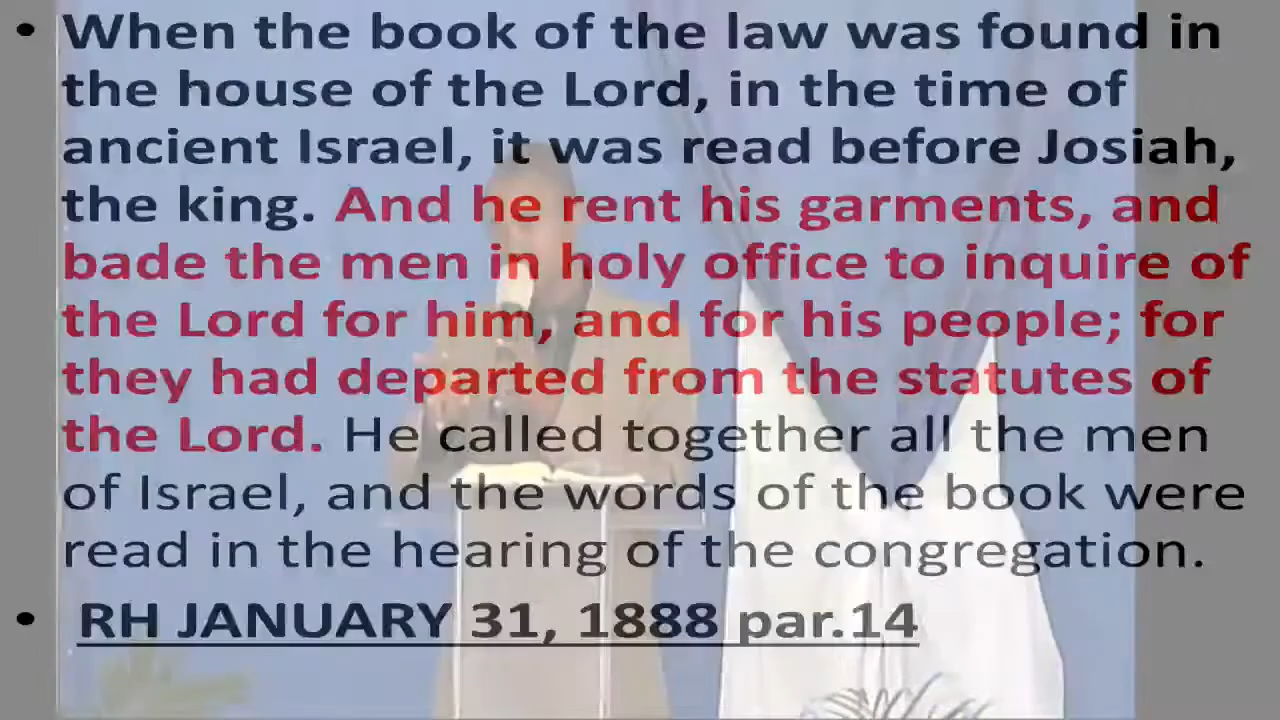 • When the book of the law was found in
the house of the Lord, in the time of
ancient Israel, it was read before Josiah,
the king. And he rent his garments, and
bade the men in holy office to inquire of
the Lord for him, and for his people; for
they had departed from the statutes of
the Lord. He called together all the men
of Israel, and the words of the book were
read in the hearing of the congregation.
• RH JANUARY 31, 1888 par.14